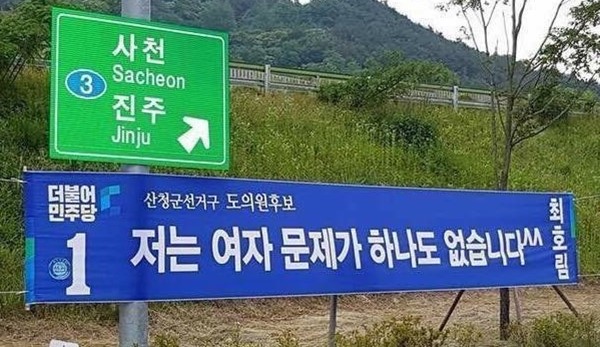 사천
Sacheon
3
진주
Jinju
더불어
민주당
1
산청군선거구 도의원후보
저는 여자 문제가 하나도 없습니다^^
최호림